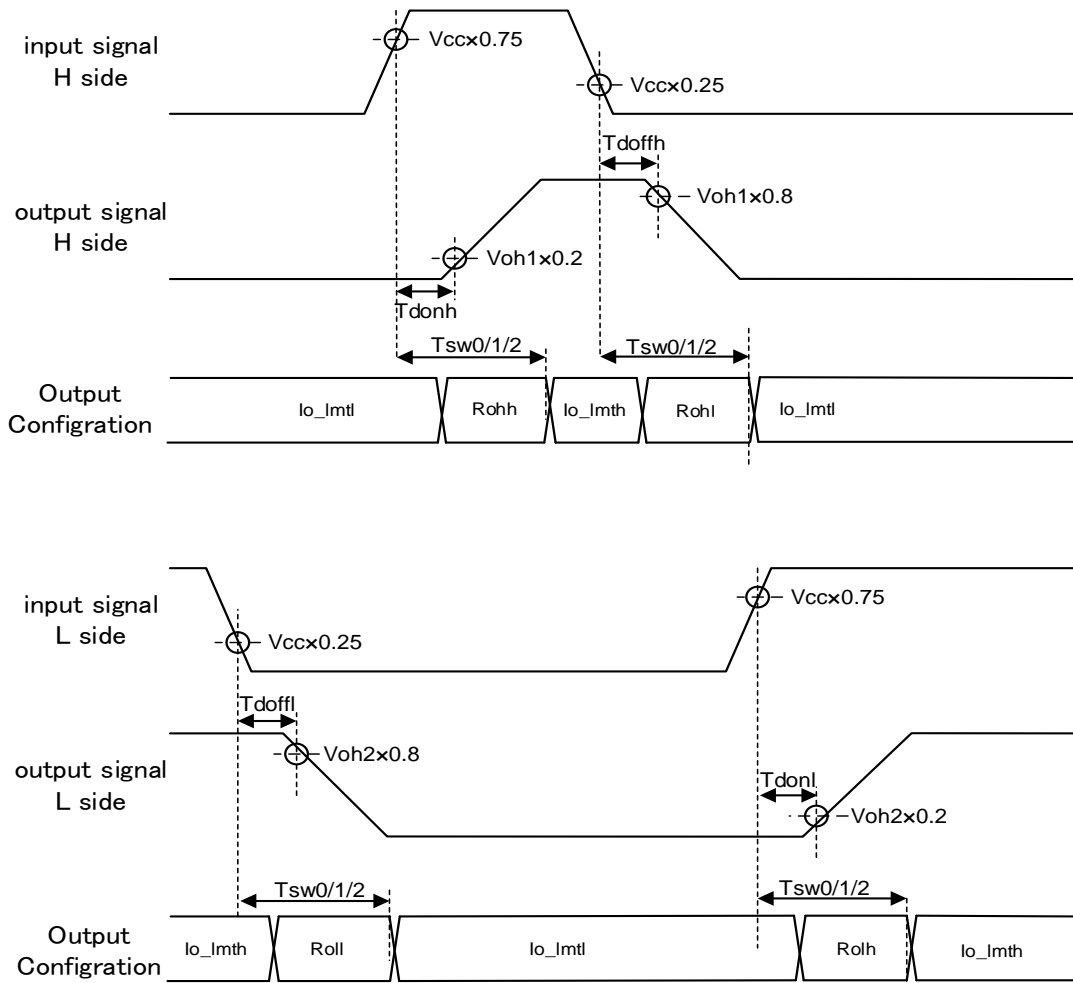 input signal
H side
Vcc×0.75
Vcc×0.25
Tdoffh
output signal
H side
Voh1×0.8
Voh1×0.2
Tdonh
Tsw0/1/2
Tsw0/1/2
Output
Configration
Io_lmtl
Rohh
Io_lmth
Rohl
Io_lmtl
input signal
L side
Vcc×0.75
Vcc×0.25
Tdoffl
output signal
L side
Voh2×0.8
Tdonl
Voh2×0.2
Tsw0/1/2
Tsw0/1/2
Output
Configration
Io_lmth
Roll
Io_lmtl
Rolh
Io_lmth